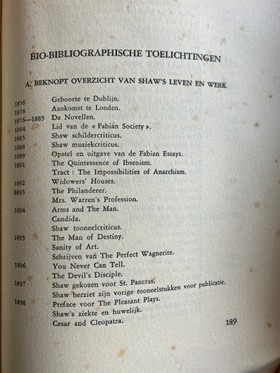 BIO-BIBLIOGRAPHISCHE TOELICHTINGEN
A. BEKNOPT OVERZICHT VAN SHAW'S LEVEN EN WERK
1856 Geboorte te Dublijn.
1876 Aankomst te Londen.
1876—1885 De Novellen.
1884 Lid van de « Fabian Society ».
1885 Shaw schildercriticus.
1888 Shaw muziekcriticus.
1889 Opstel en uitgave van de Fabian Essays.
1891 The Quintessence of Ibsenism.
Tract : The Impossibilities of Anarchism.
1892 Widowers' Houses.
1893 The Philanderer.
Mrs. Warren's Profession.
1894 Arms and The Man.
Candida.
Shaw tooneelcriticus.
1895 The Man of Destiny.
Sanity of Art.
Schrijven van The Perfect Wagnerite.
1896 You Never Can Tell.
The Devil's Disciple.
1897 Shaw gekozen voor St. Pancras.
Shaw herziet zijn vorige tooneelstukken voor publicatie.
1898 Preface voor The Pleasant Plays.
Shaw's ziekte en huwelijk.
Cesar and Cleopatra.
189